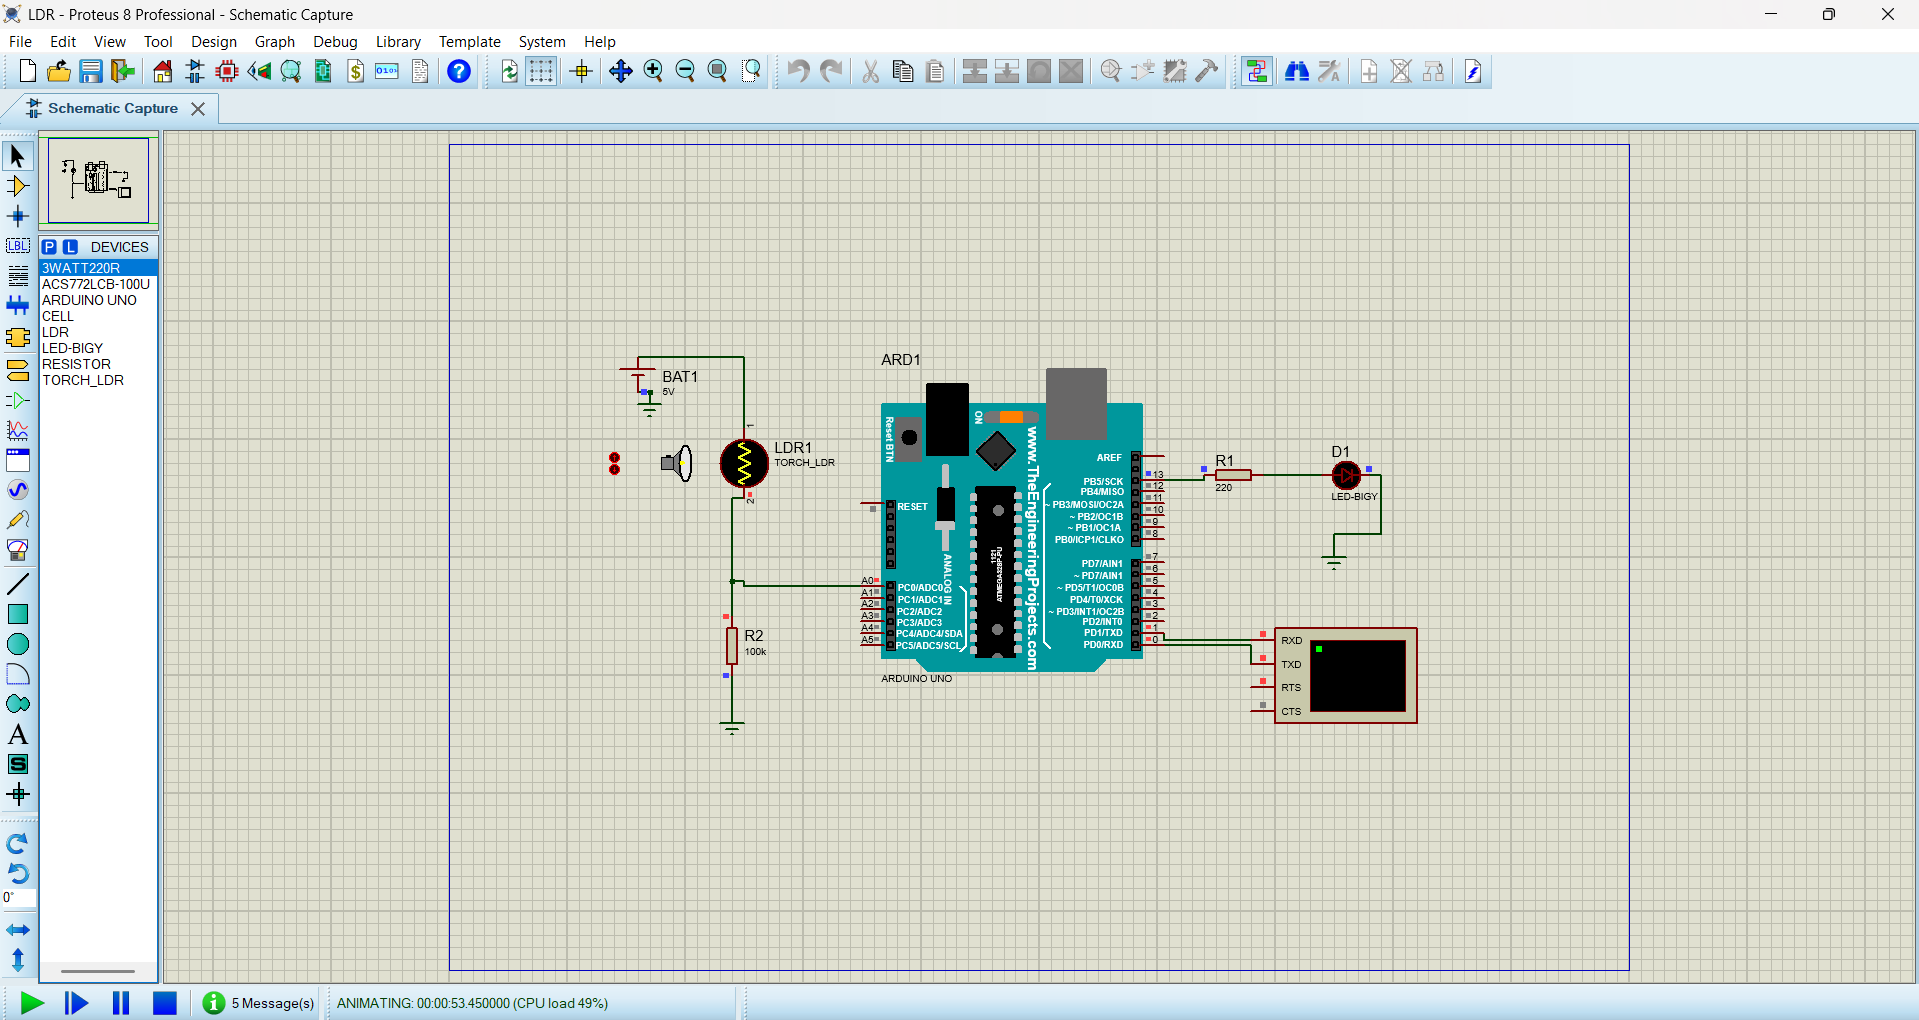 LDR - Proteus 8 Professional - Schematic Capture
File Edit View Tool Design Graph Debug Library Template System Help
Schematic Capture
P L DEVICES
3WATT220R
ACS772LCB-100U
ARDUINO UNO
CELL
LDR
LED-BIGY
RESISTOR
TORCH_LDR
LBL
A
S
0°
BAT1
5V
LDR1
TORCH_LDR
1
2
R2
100k
ARD1
Reset BTN
ON
www.TheEngineeringProjects.com
ANALOG IN
ATMEGA328P-PU
1121
RESET
A0 PC0/ADC0
A1 PC1/ADC1
A2 PC2/ADC2
A3 PC3/ADC3
A4 PC4/ADC4/SDA
A5 PC5/ADC5/SCL
AREF
PB5/SCK 13
PB4/MISO 12
~ PB3/MOSI/OC2A 11
~ PB2/OC1B 10
~ PB1/OC1A 9
PB0/ICP1/CLKO 8
PD7/AIN1 7
~ PD7/AIN1 6
~ PD5/T1/OC0B 5
PD4/T0/XCK 4
~ PD3/INT1/OC2B 3
PD2/INT0 2
PD1/TXD 1
PD0/RXD 0
ARDUINO UNO
R1
220
D1
LED-BIGY
RXD
TXD
RTS
CTS
5 Message(s)
ANIMATING: 00:00:53.450000 (CPU load 49%)